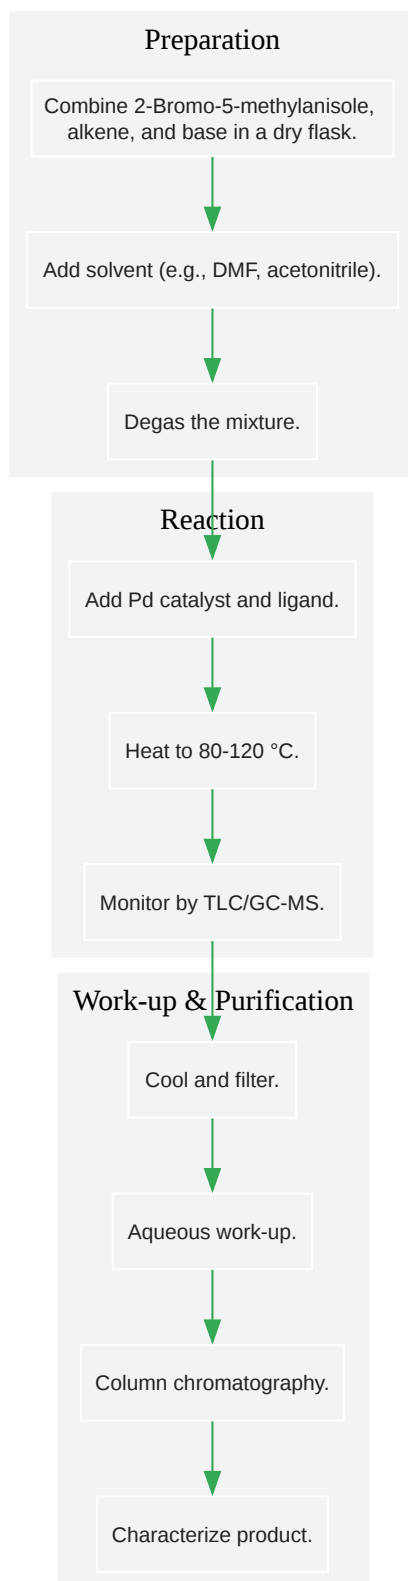 Preparation
Combine 2-Bromo-5-methylanisole,
alkene, and base in a dry flask.
Add solvent (e.g., DMF, acetonitrile).
Degas the mixture.
Reaction
Add Pd catalyst and ligand.
Heat to 80-120 °C.
Monitor by TLC/GC-MS.
Work-up & Purification
Cool and filter.
Aqueous work-up.
Column chromatography.
Characterize product.